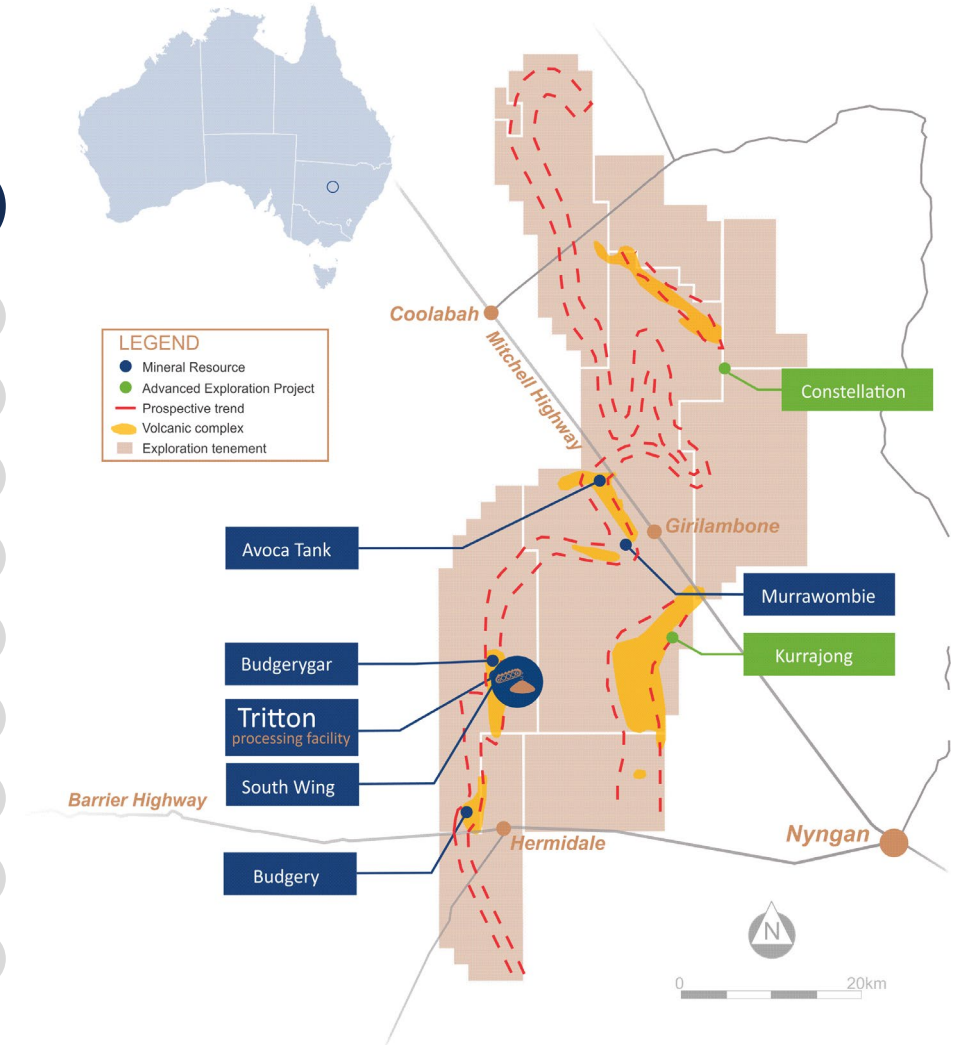 Coolabah
Mitchell Highway
LEGEND
Mineral Resource
Advanced Exploration Project
Prospective trend
Volcanic complex
Exploration tenement
Constellation
Avoca Tank
Girilambone
Murrawombie
Budgerygar
Kurrajong
Tritton
processing facility
South Wing
Barrier Highway
Hermidale
Nyngan
Budgery
N
0 20km